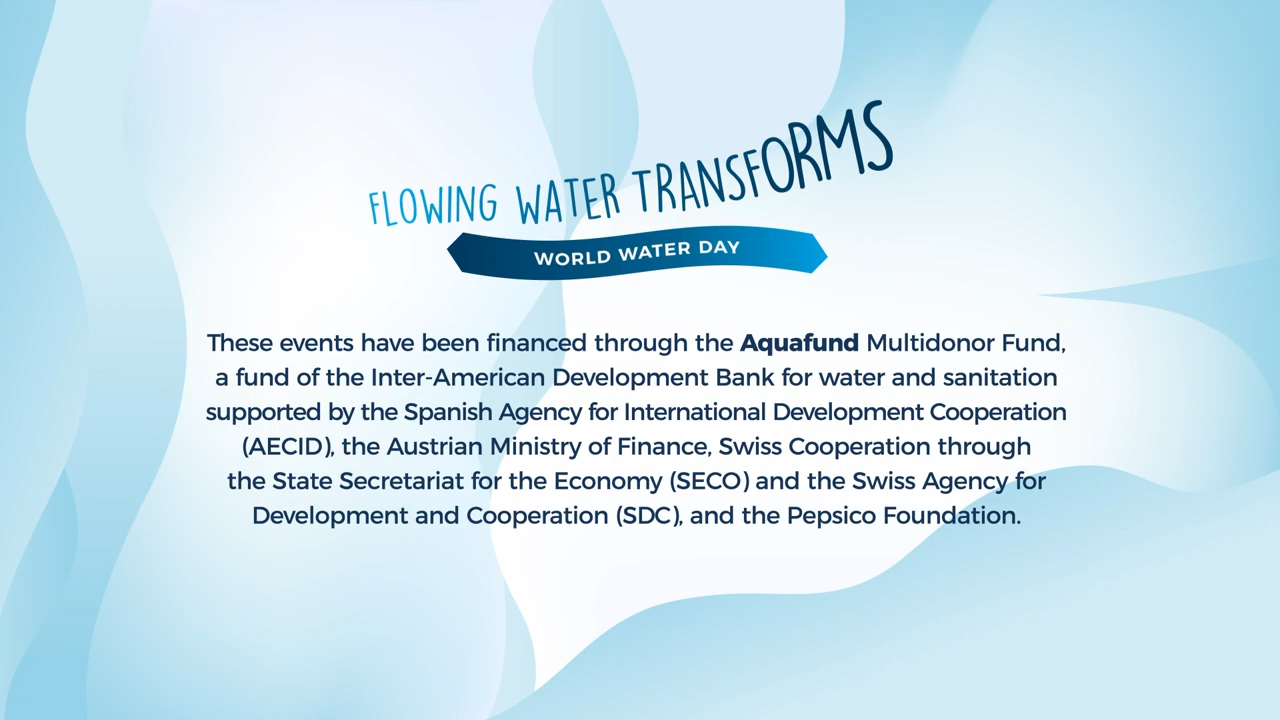 FLOWING WATER TRANSFORMS
WORLD WATER DAY
These events have been financed through the Aquafund Multidonor Fund,
a fund of the Inter-American Development Bank for water and sanitation
supported by the Spanish Agency for International Development Cooperation
(AECID), the Austrian Ministry of Finance, Swiss Cooperation through
the State Secretariat for the Economy (SECO) and the Swiss Agency for
Development and Cooperation (SDC), and the Pepsico Foundation.